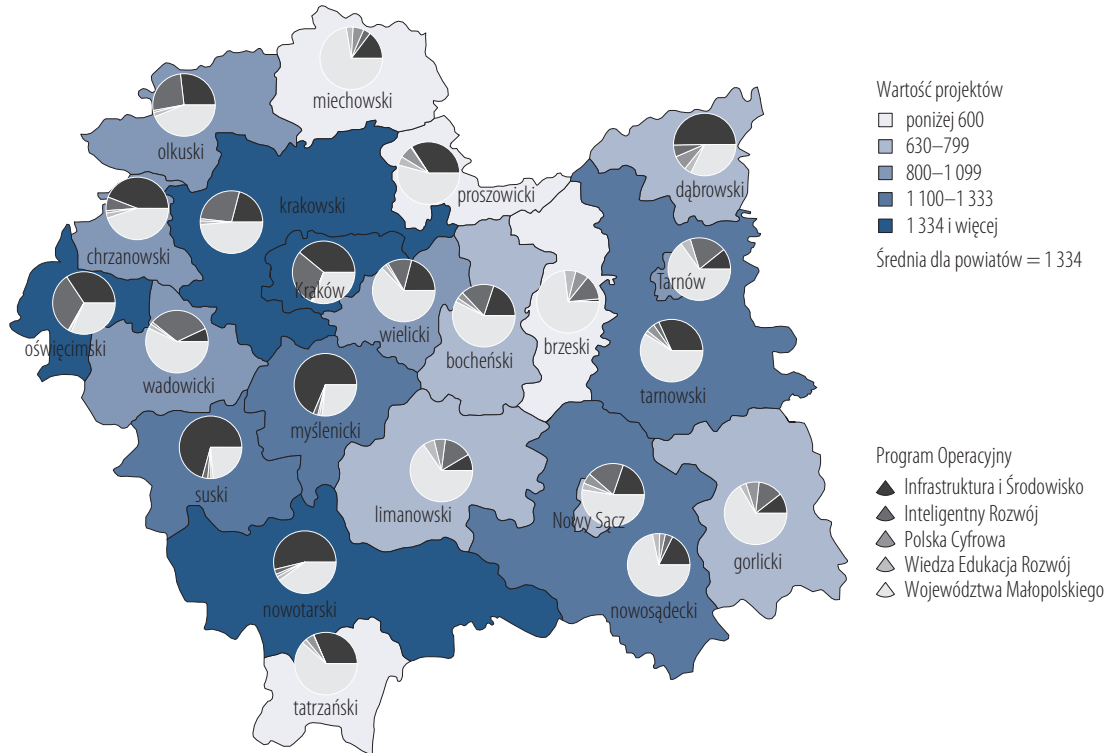 miechowski
olkuski
proszowicki
dąbrowski
krakowski
chrzanowski
Kraków
Tarnów
oświęcimski
wadowicki
wielicki
bocheński
brzeski
tarnowski
myślenicki
suski
limanowski
Nowy Sącz
gorlicki
nowotarski
nowosądecki
tatrzański
Wartość projektów
poniżej 600
630–799
800–1 099
1 100–1 333
1 334 i więcej
Średnia dla powiatów = 1 334
Program Operacyjny
Infrastruktura i Środowisko
Inteligentny Rozwój
Polska Cyfrowa
Wiedza Edukacja Rozwój
Województwa Małopolskiego